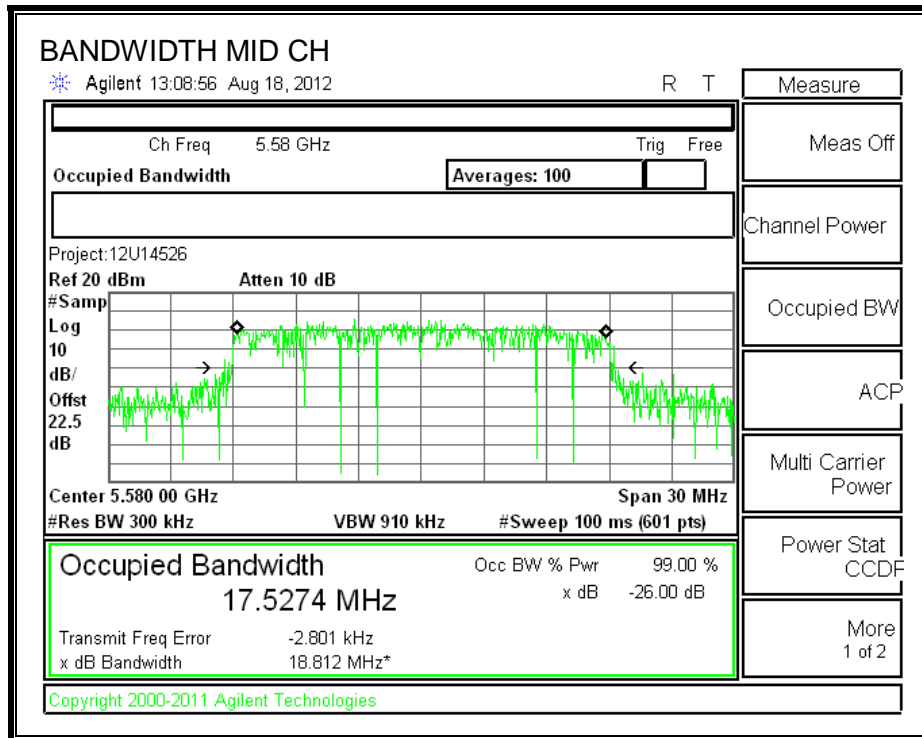 BANDWIDTH MID CH
Agilent 13:08:56 Aug 18, 2012 R T
Measure
Ch Freq 5.58 GHz Trig Free
Occupied Bandwidth Averages: 100
Project:12U14526
Ref 20 dBm Atten 10 dB
#Samp
Log
10
dB/
Offst
22.5
dB
Center 5.580 00 GHz Span 30 MHz
#Res BW 300 kHz VBW 910 kHz #Sweep 100 ms (601 pts)
Occupied Bandwidth Occ BW % Pwr 99.00 %
17.5274 MHz x dB -26.00 dB
Transmit Freq Error -2.801 kHz
x dB Bandwidth 18.812 MHz*
Copyright 2000-2011 Agilent Technologies
Meas Off
Channel Power
Occupied BW
ACP
Multi Carrier
Power
Power Stat
CCDF
More
1 of 2